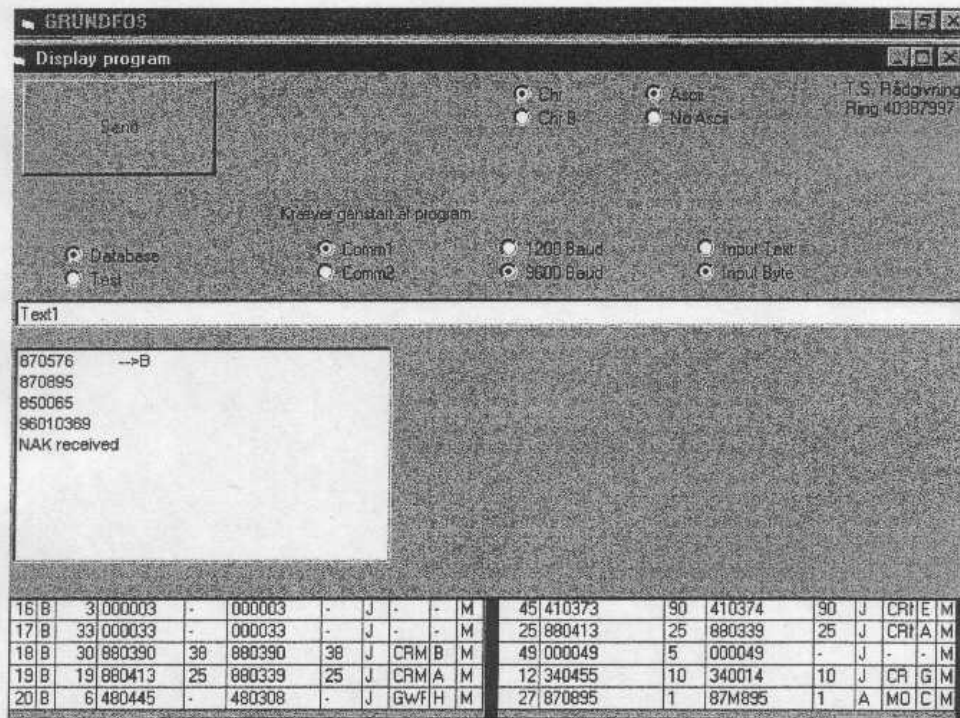 GRUNDFOS
Display program
Send
Chr
Chr B
Ascii
No Ascii
T.S. Rådgivning
Ring 40387997
Kræver genstart af program
Database
Test
Comm1
Comm2
1200 Baud
9600 Baud
Input Text
Input Byte
Text1
870576 -->B
870895
850065
96010369
NAK received
16 B 3 000003 - 000003 - J - - M
17 B 33 000033 - 000033 - J - - M
18 B 30 880390 38 880390 38 J CRM B M
19 B 19 880413 25 880339 25 J CRM A M
20 B 6 480445 - 480308 - J GWF H M
45 410373 90 410374 90 J CRM E M
25 880413 25 880339 25 J CRM A M
49 000049 5 000049 - J - - M
12 340455 10 340014 10 J CR G M
27 870895 1 87M895 1 A MO C M